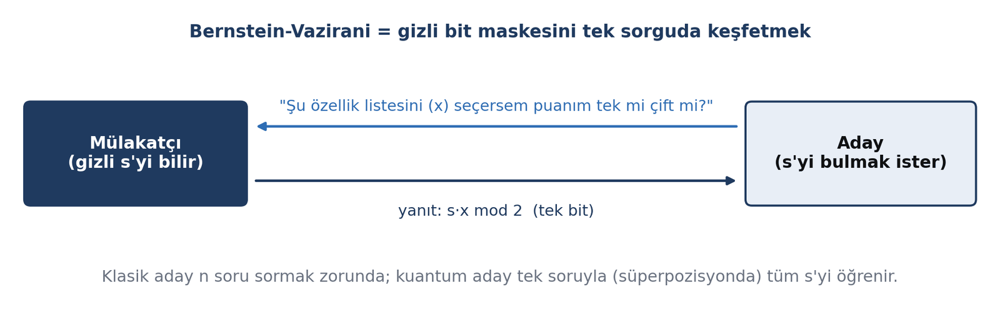 Bernstein-Vazirani = gizli bit maskesini tek sorguda keşfetmek
"Şu özellik listesini (x) seçersem puanım tek mi çift mi?"
Mülakatçı
(gizli s'yi bilir)
Aday
(s'yi bulmak ister)
yanıt: s·x mod 2  (tek bit)
Klasik aday n soru sormak zorunda; kuantum aday tek soruyla (süperpozisyonda) tüm s'yi öğrenir.